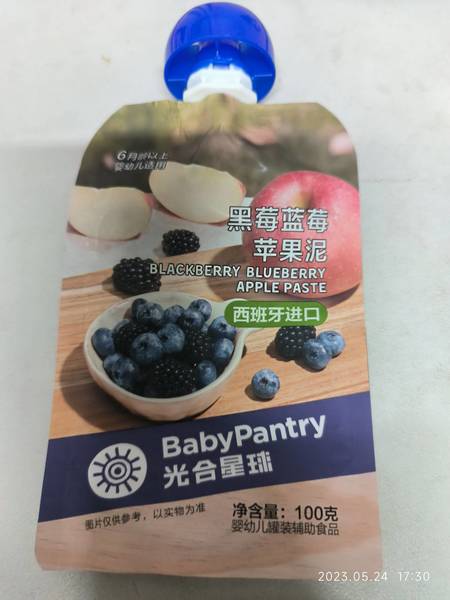 6月龄以上
婴幼儿适用
黑莓蓝莓
苹果泥
BLACKBERRY BLUEBERRY
APPLE PASTE
西班牙进口
BabyPantry
光合星球
图片仅供参考，以实物为准
净含量：100克
婴幼儿罐装辅助食品
2023.05.24 17:30